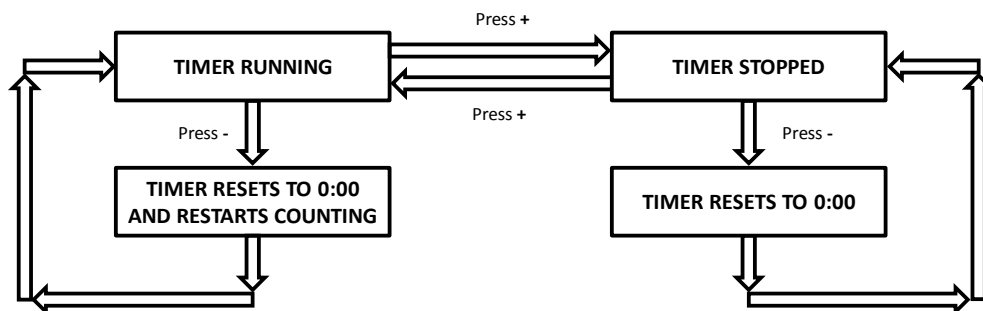 Press +
TIMER RUNNING
TIMER STOPPED
Press +
Press -
Press -
TIMER RESETS TO 0:00
AND RESTARTS COUNTING
TIMER RESETS TO 0:00